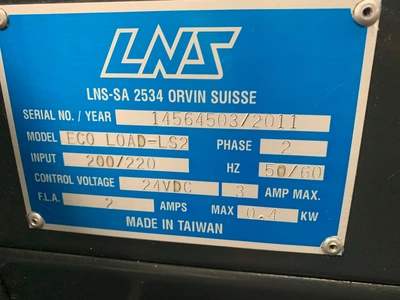 LNS
LNS-SA 2534 ORVIN SUISSE
SERIAL NO. / YEAR 14564503/2011
MODEL ECO LOAD-LS2 PHASE 2
INPUT 200/220 HZ 50/60
CONTROL VOLTAGE 24VDC 3 AMP MAX.
F.L.A. 2 AMPS MAX 0.4 KW
MADE IN TAIWAN